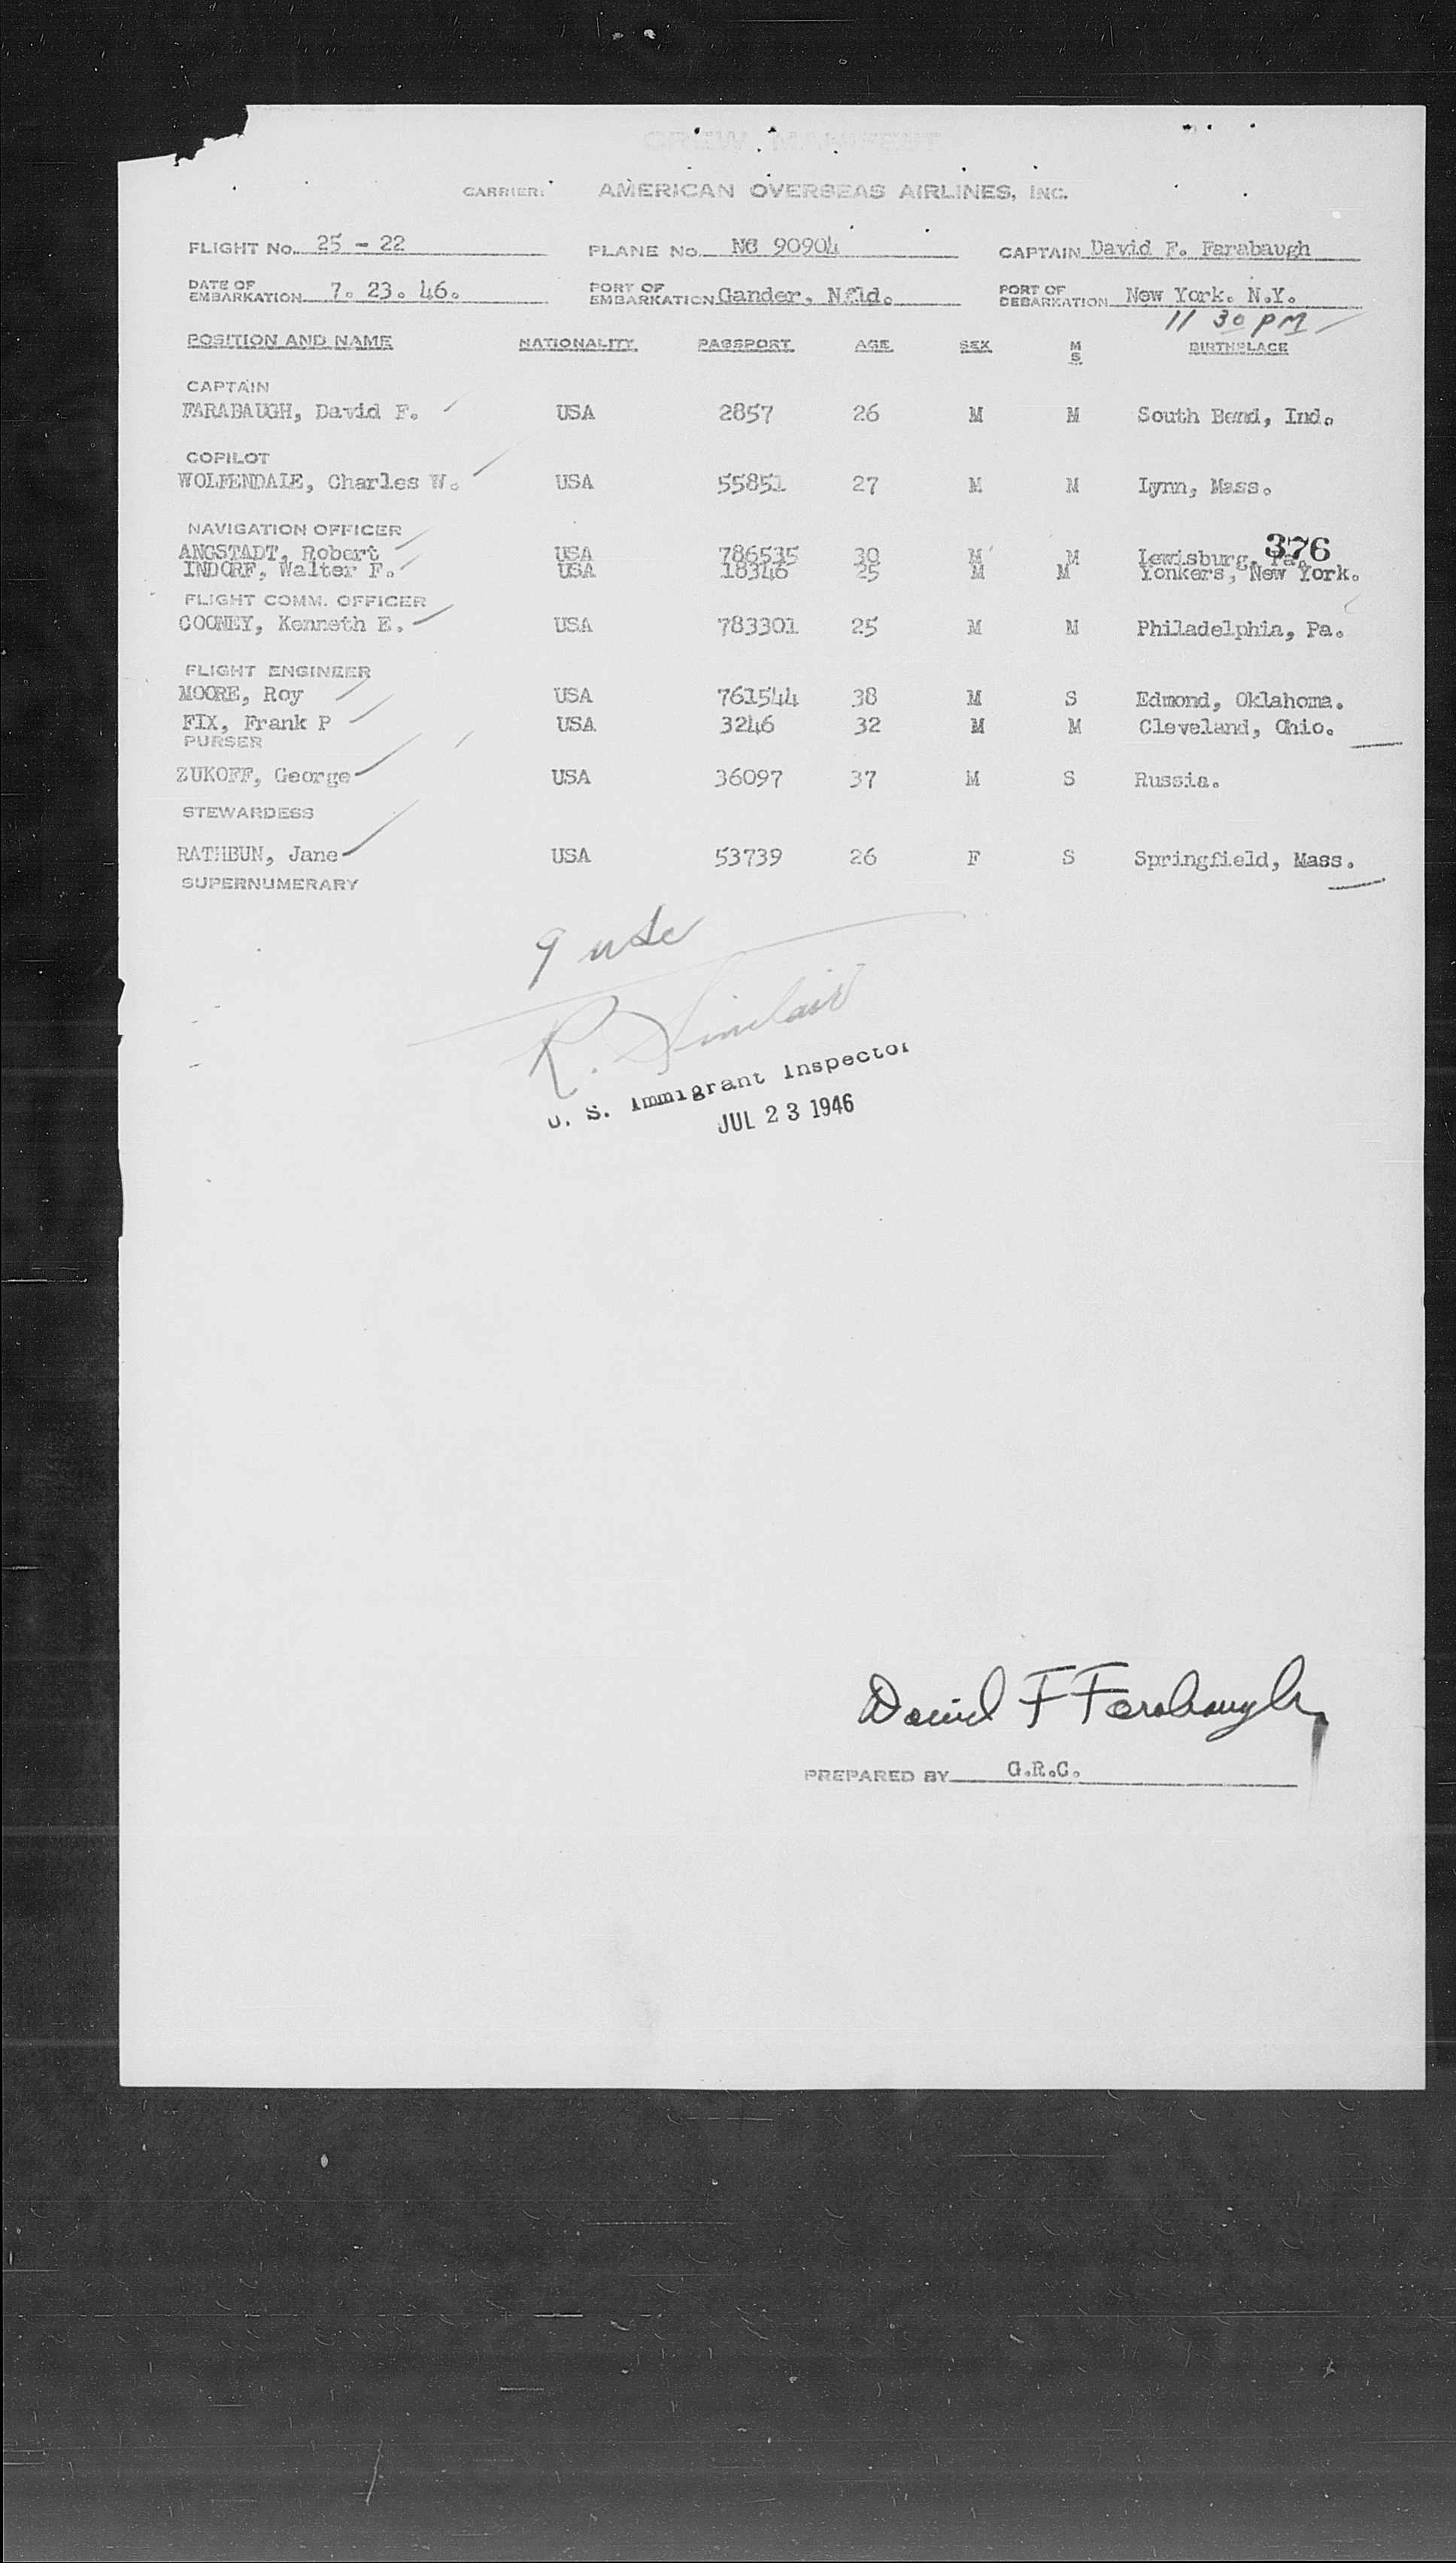 CREW MANIFEST
CARRIER: AMERICAN OVERSEAS AIRLINES, INC.
FLIGHT No. 25 - 22 PLANE No. NC 90904 CAPTAIN David F. Farabaugh
DATE OF EMBARKATION 7. 23. 46. PORT OF EMBARKATION Gander, Nfld. PORT OF DEBARKATION New York. N.Y.
11 30 PM
POSITION AND NAME NATIONALITY PASSPORT AGE SEX M S BIRTHPLACE
CAPTAIN
FARABAUGH, David F. USA 2857 26 M M South Bend, Ind.
COPILOT
WOLFENDALE, Charles W. USA 55851 27 M M Lynn, Mass.
NAVIGATION OFFICER
376
ANGSTADT, Robert USA 786535 30 M M Lewisburg, Pa.
INDORF, Walter F. USA 18346 25 M M Yonkers, New York.
FLIGHT COMM. OFFICER
COONEY, Kenneth E. USA 783301 25 M M Philadelphia, Pa.
FLIGHT ENGINEER
MOORE, Roy USA 761544 38 M S Edmond, Oklahoma.
FIX, Frank P USA 3246 32 M M Cleveland, Ohio.
PURSER
ZUKOFF, George USA 36097 37 M S Russia.
STEWARDESS
RATHBUN, Jane USA 53739 26 F S Springfield, Mass.
SUPERNUMERARY
9 usc
R. Sinclair
U. S. Immigrant Inspector
JUL 23 1946
David F Farabaugh
PREPARED BY G.R.C.